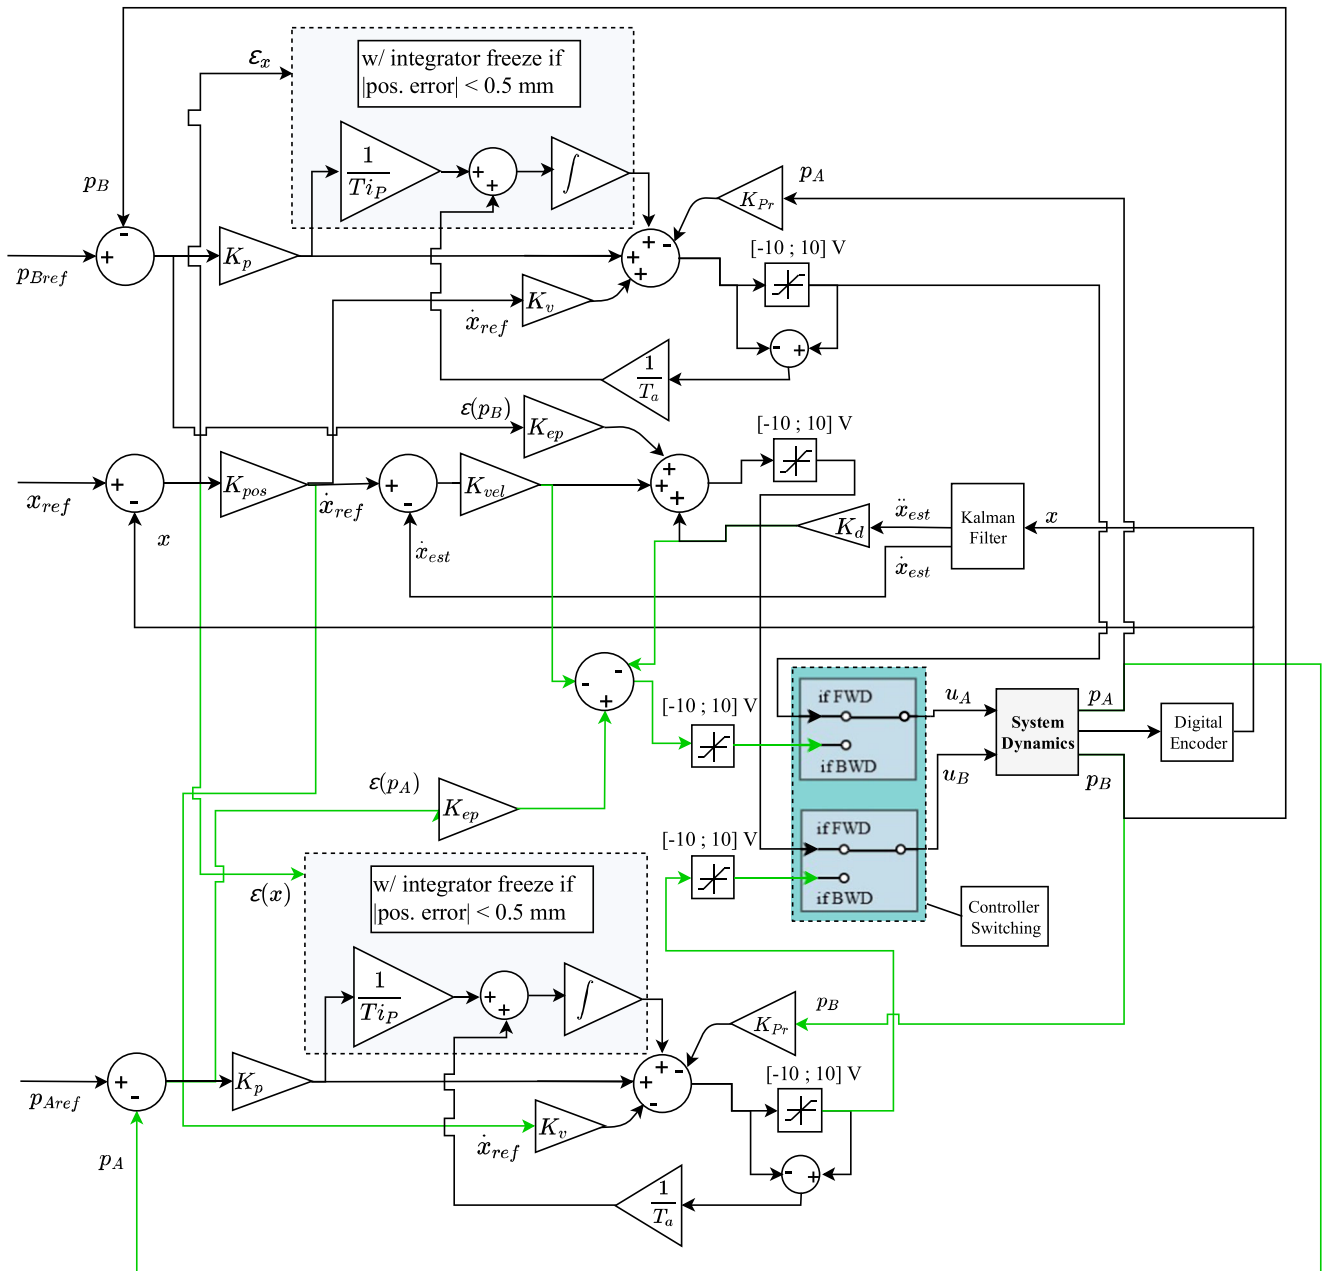 ε_x
w/ integrator freeze if
|pos. error| < 0.5 mm
1
Ti_P
+
+
∫
p_B
p_A
K_Pr
-
+
p_Bref
K_p
+
+
-
+
[-10 ; 10] V
K_v
ẋ_ref
-
+
1
T_a
ε(p_B)
K_ep
[-10 ; 10] V
+
-
x_ref
K_pos
ẋ_ref
+
-
K_vel
+
+
+
x
ẋ_est
K_d
ẍ_est
ẋ_est
Kalman
Filter
x
-
-
+
[-10 ; 10] V
if FWD
if BWD
u_A
u_B
System
Dynamics
p_A
p_B
Digital
Encoder
ε(p_A)
K_ep
[-10 ; 10] V
if FWD
if BWD
Controller
Switching
ε(x)
w/ integrator freeze if
|pos. error| < 0.5 mm
1
Ti_P
+
+
∫
p_B
K_Pr
+
-
p_Aref
K_p
+
+
-
-
[-10 ; 10] V
K_v
ẋ_ref
p_A
-
+
1
T_a